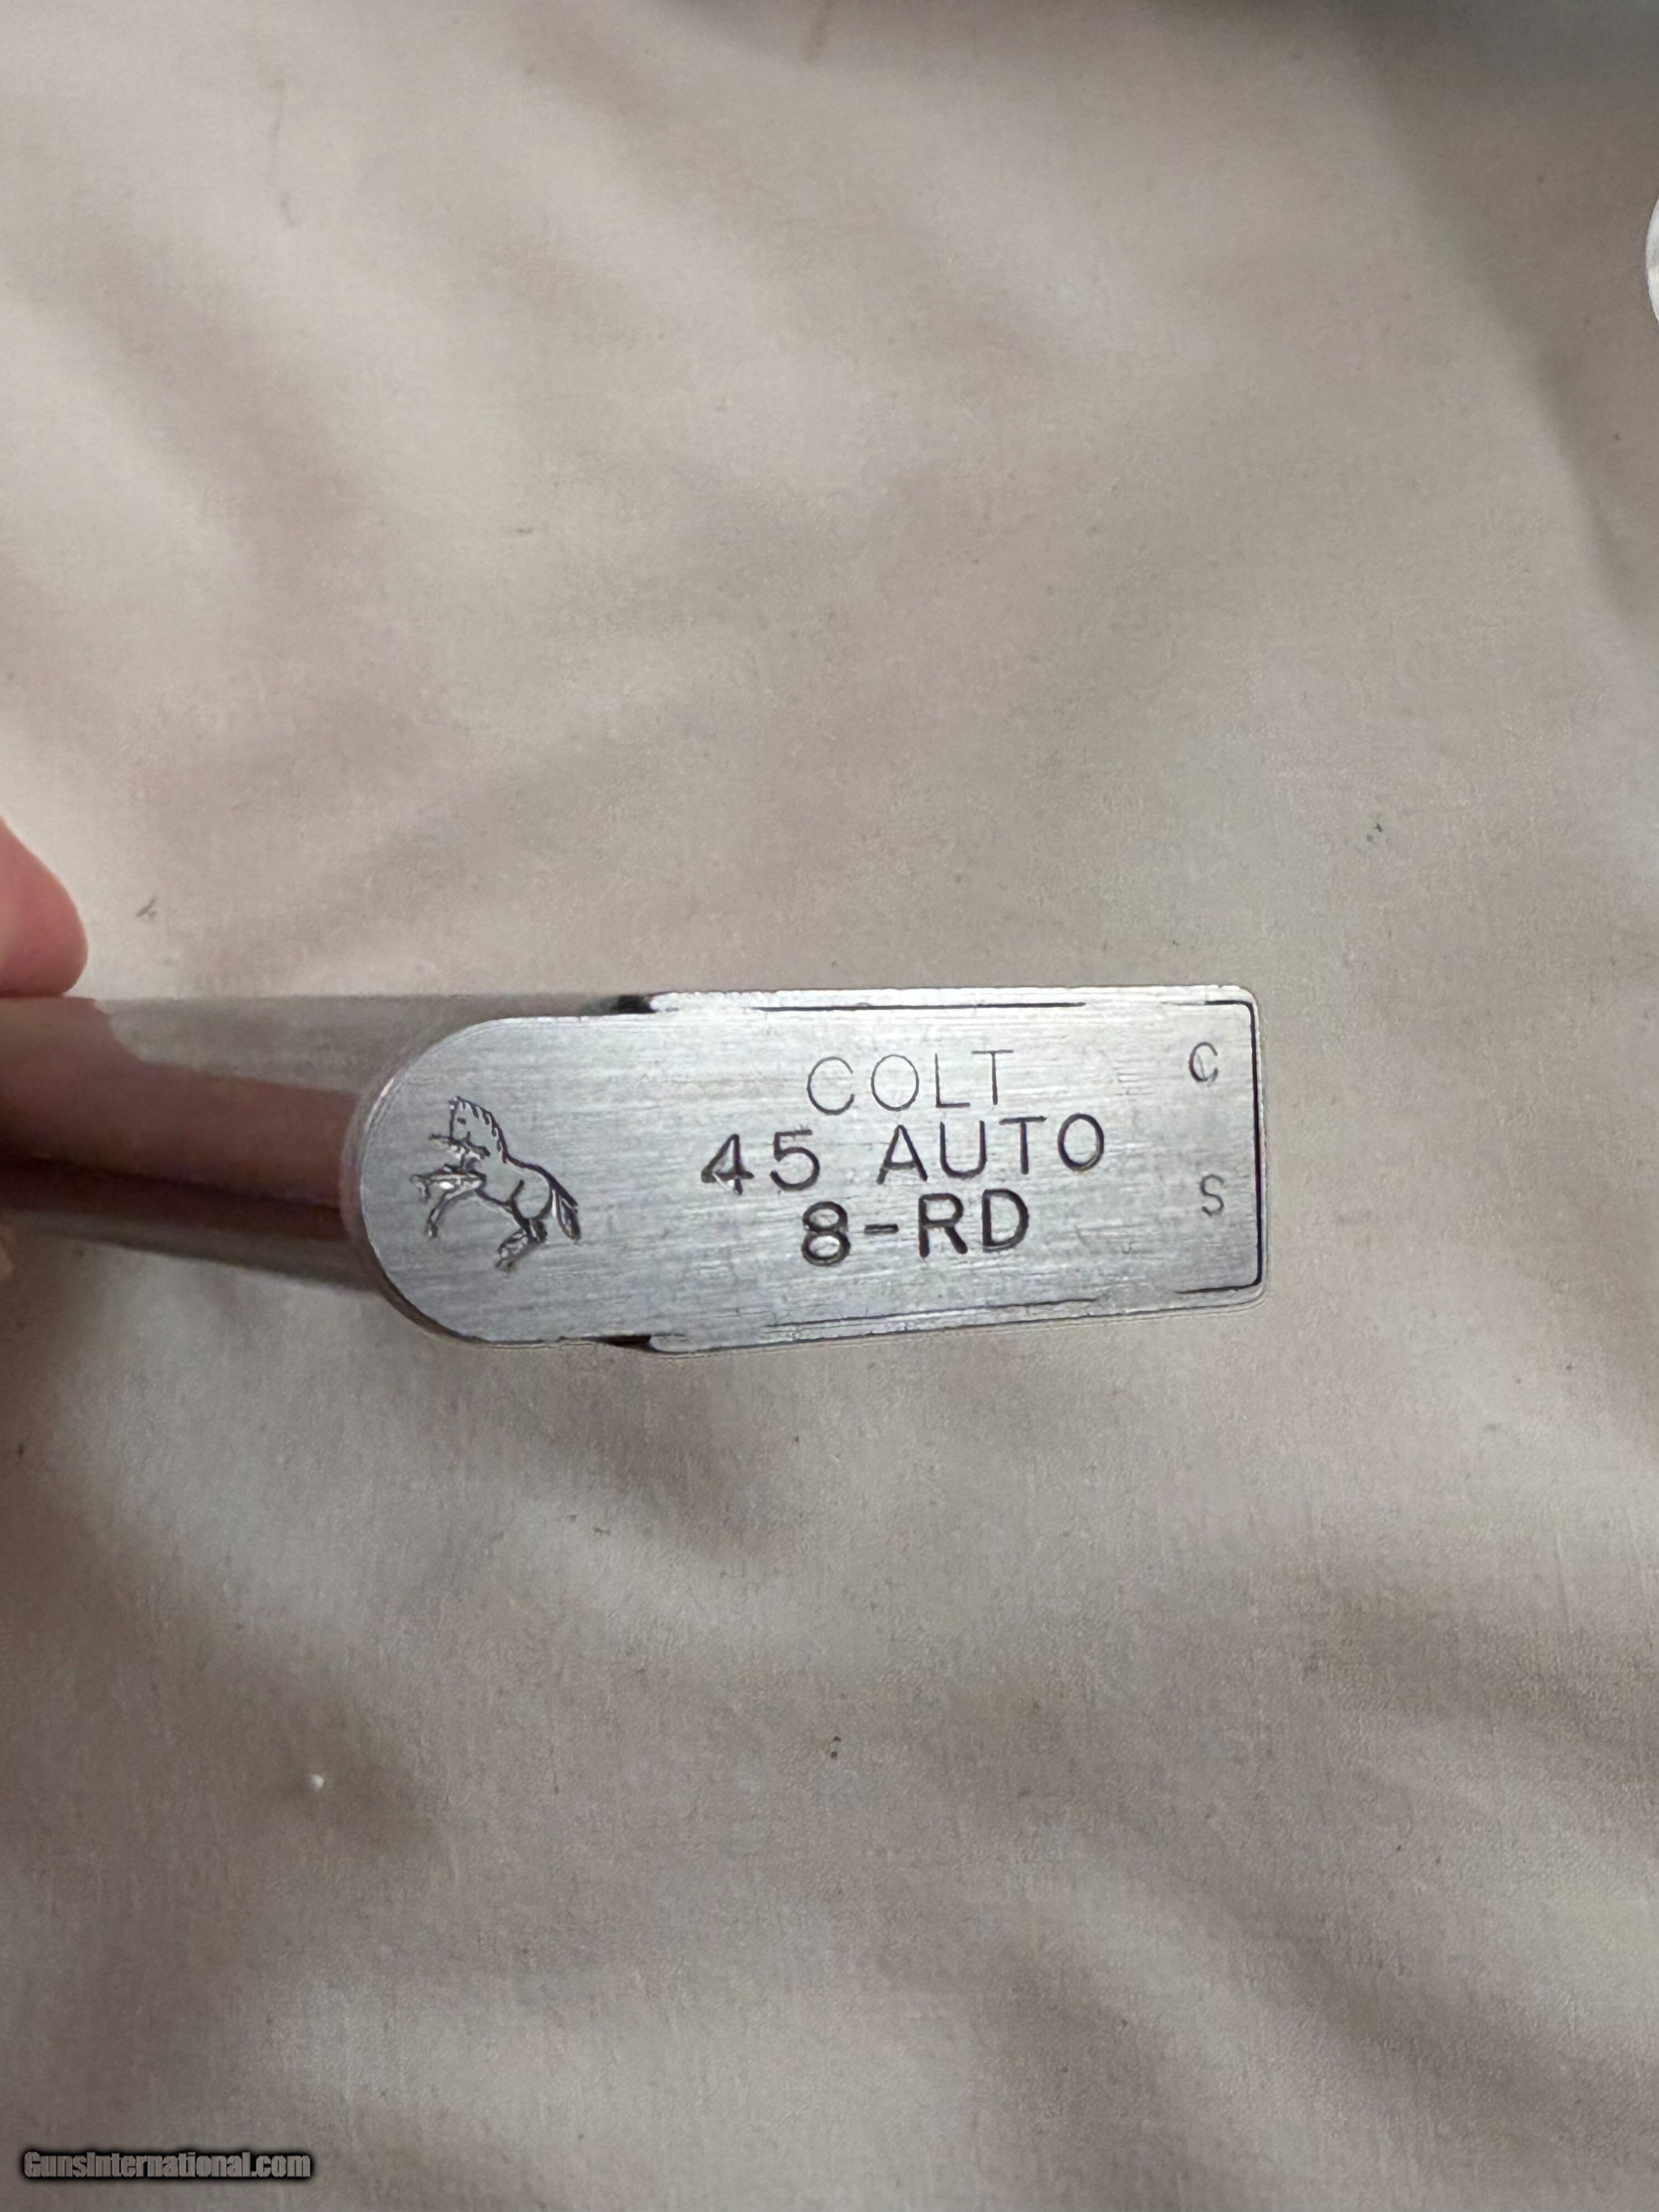 COLT
45 AUTO
8-RD
C
S
GunsInternational.com